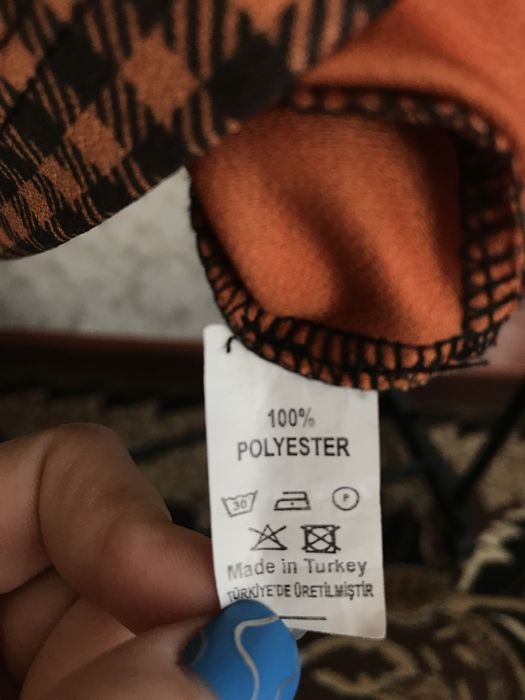 100%
POLYESTER
30 P
Made in Turkey
TÜRKİYE'DE ÜRETİLMİŞTİR